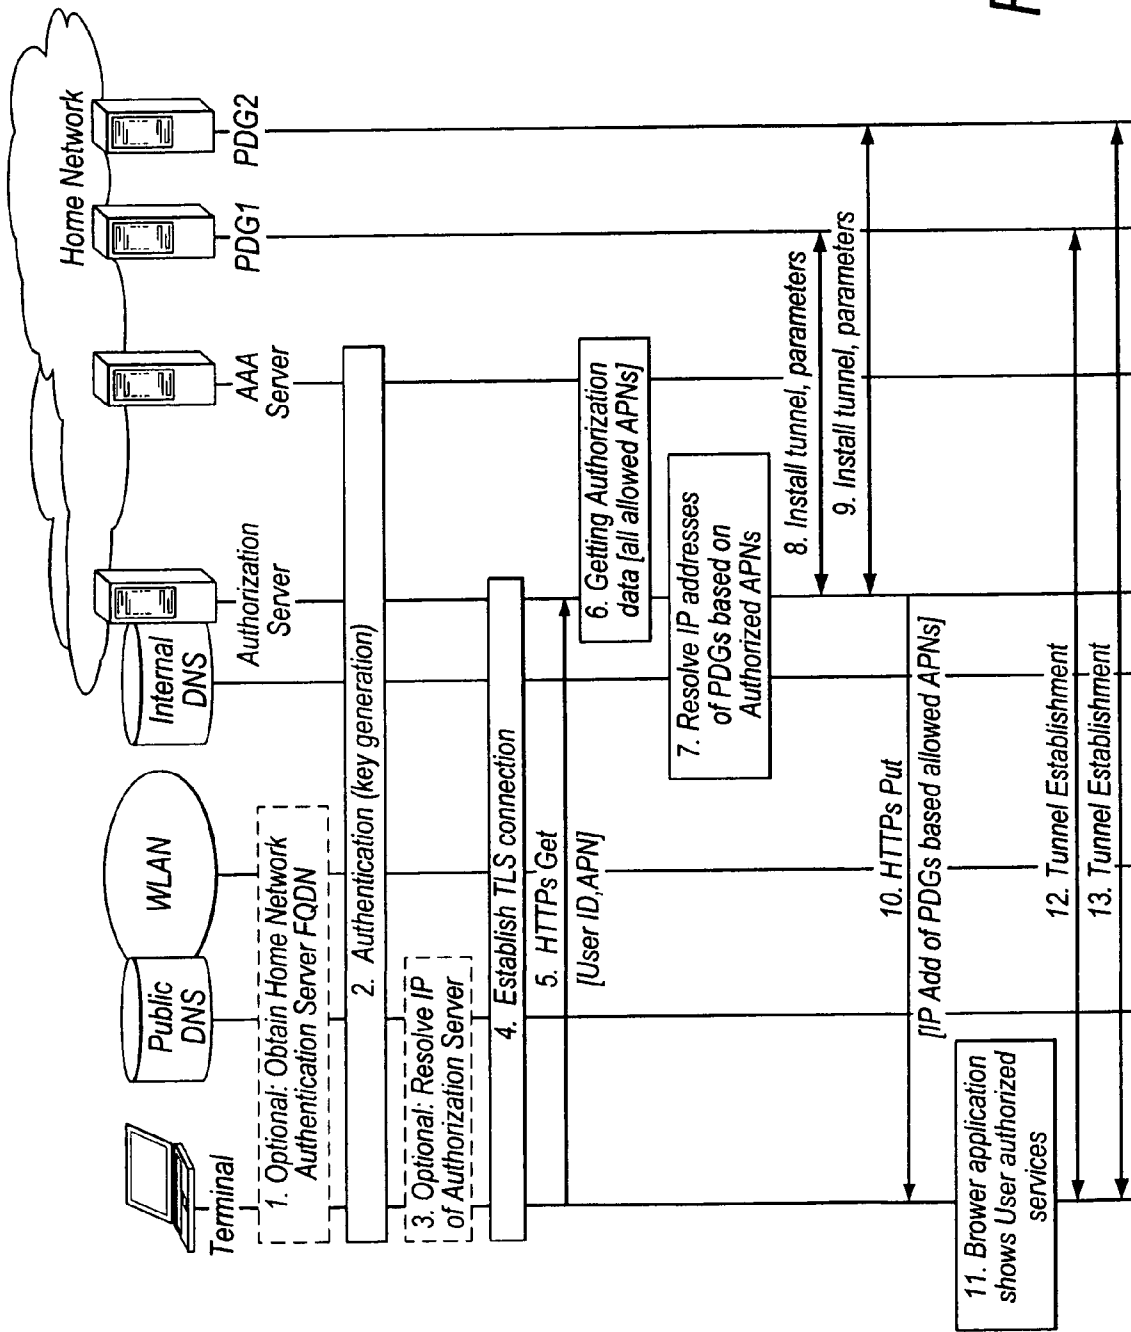 Home Network
Terminal
Public
DNS
WLAN
Internal
DNS
Authorization
Server
AAA
Server
PDG1
PDG2
1. Optional: Obtain Home Network
Authentication Server FQDN
2. Authentication (key generation)
3. Optional: Resolve IP
of Authorization Server
4. Establish TLS connection
5. HTTPs Get
[User ID,APN]
6. Getting Authorization
data [all allowed APNs]
7. Resolve IP addresses
of PDGs based on
Authorized APNs
8. Install tunnel, parameters
9. Install tunnel, parameters
10. HTTPs Put
[IP Add of PDGs based allowed APNs]
11. Brower application
shows User authorized
services
12. Tunnel Establishment
13. Tunnel Establishment